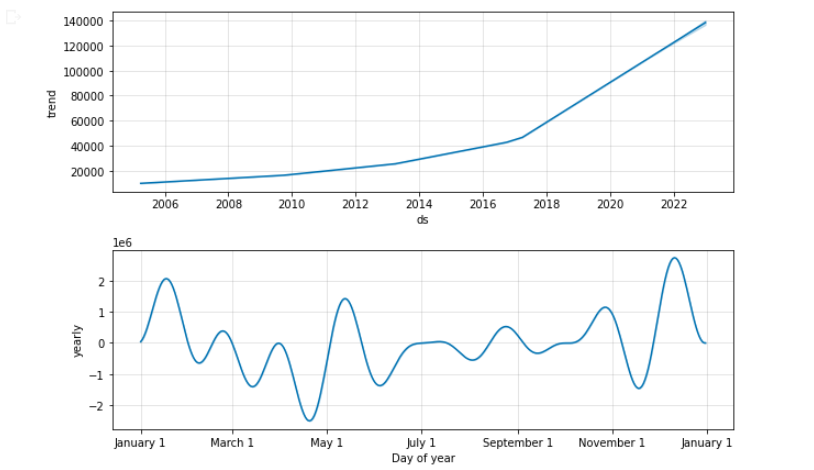 140000
120000
100000
80000
60000
40000
20000
trend
2006 2008 2010 2012 2014 2016 2018 2020 2022
ds
1e6
2
1
0
−1
−2
yearly
January 1 March 1 May 1 July 1 September 1 November 1 January 1
Day of year